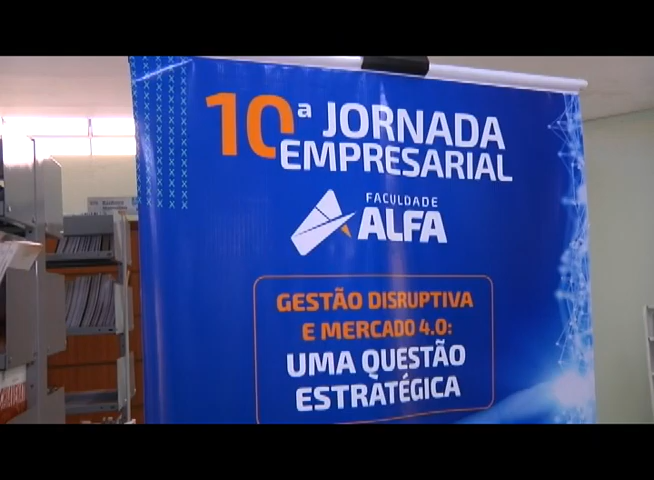 10ª JORNADA
EMPRESARIAL
FACULDADE
ALFA
GESTÃO DISRUPTIVA
E MERCADO 4.0:
UMA QUESTÃO
ESTRATÉGICA